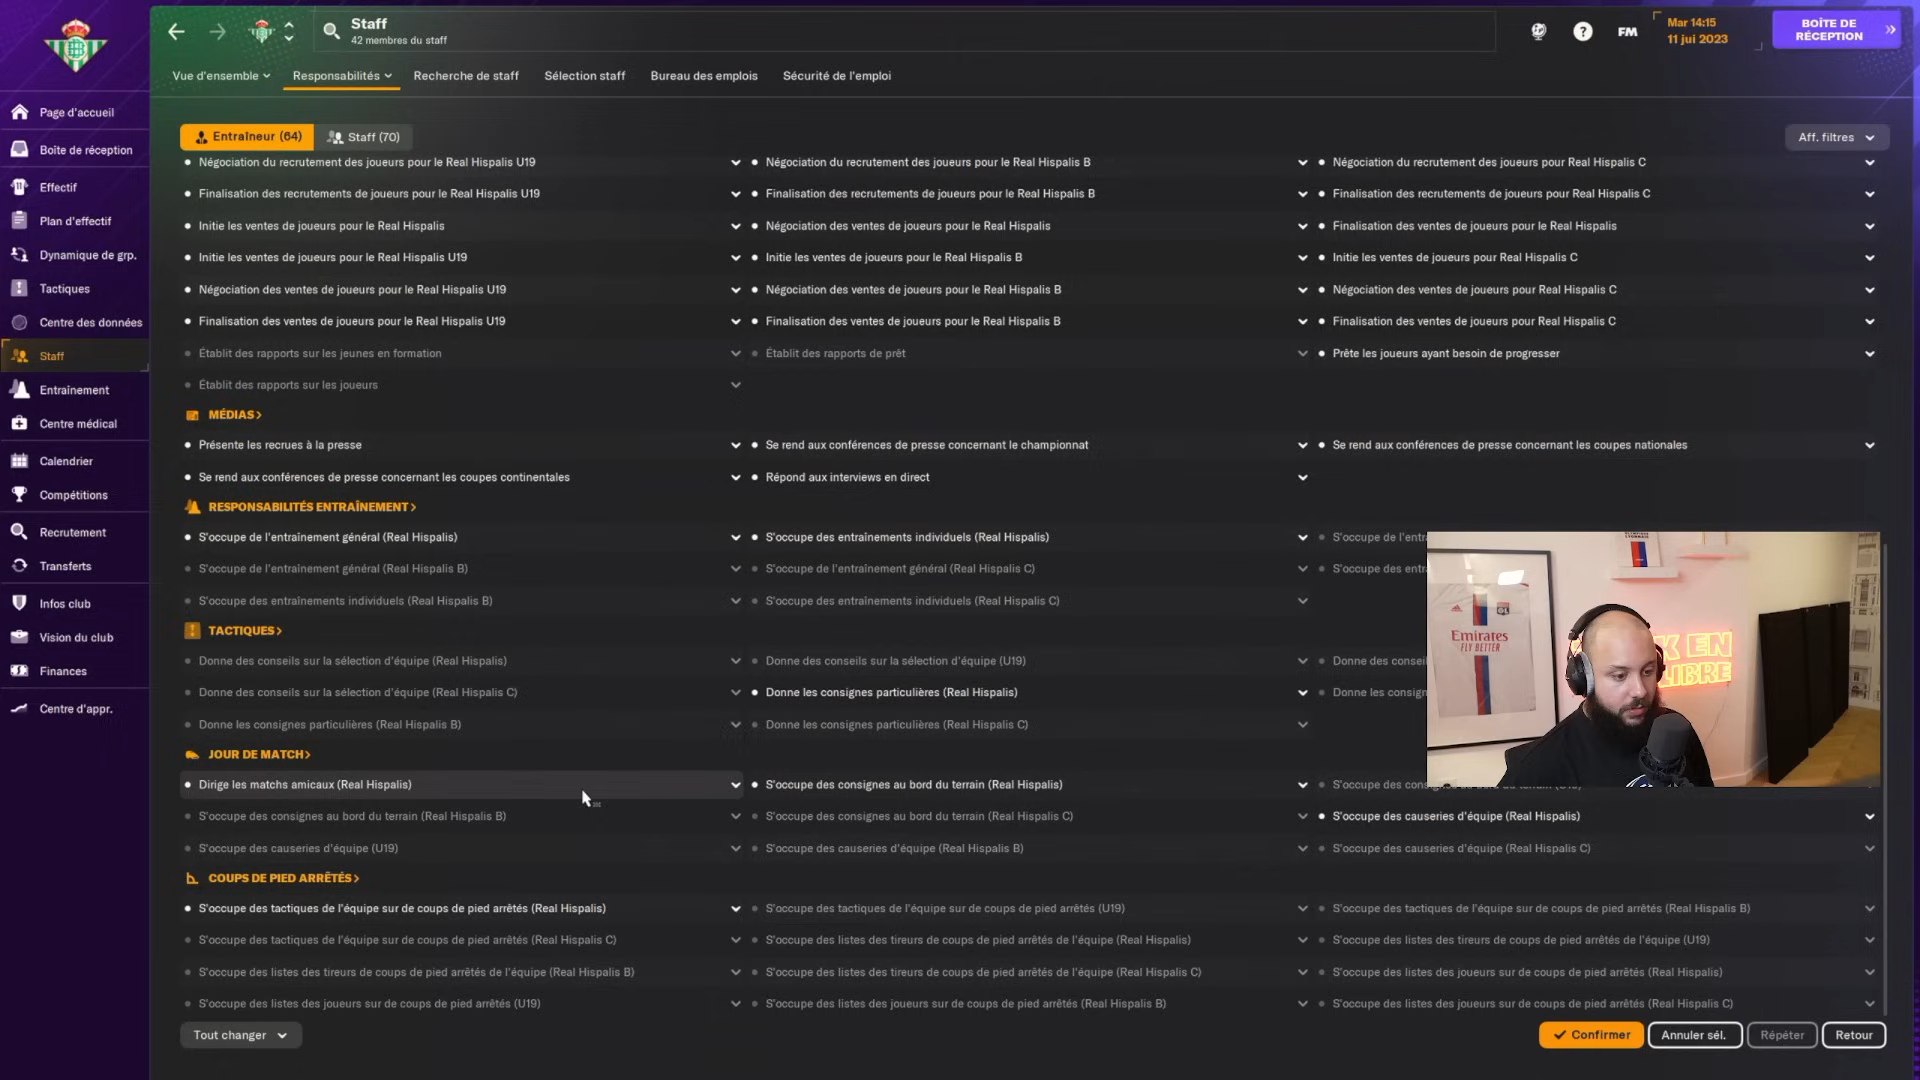 Staff
42 membres du staff
FM
Mar 14:15
11 jui 2023
BOÎTE DE
RÉCEPTION
Vue d'ensemble
Responsabilités
Recherche de staff
Sélection staff
Bureau des emplois
Sécurité de l'emploi
Page d'accueil
Boîte de réception
Effectif
Plan d'effectif
Dynamique de grp.
Tactiques
Centre des données
Staff
Entraînement
Centre médical
Calendrier
Compétitions
Recrutement
Transferts
Infos club
Vision du club
Finances
Centre d'appr.
Entraîneur (64)
Staff (70)
Aff. filtres
Négociation du recrutement des joueurs pour le Real Hispalis U19
Négociation du recrutement des joueurs pour le Real Hispalis B
Négociation du recrutement des joueurs pour Real Hispalis C
Finalisation des recrutements de joueurs pour le Real Hispalis U19
Finalisation des recrutements de joueurs pour le Real Hispalis B
Finalisation des recrutements de joueurs pour Real Hispalis C
Initie les ventes de joueurs pour le Real Hispalis
Négociation des ventes de joueurs pour le Real Hispalis
Finalisation des ventes de joueurs pour le Real Hispalis
Initie les ventes de joueurs pour le Real Hispalis U19
Initie les ventes de joueurs pour le Real Hispalis B
Initie les ventes de joueurs pour Real Hispalis C
Négociation des ventes de joueurs pour le Real Hispalis U19
Négociation des ventes de joueurs pour le Real Hispalis B
Négociation des ventes de joueurs pour Real Hispalis C
Finalisation des ventes de joueurs pour le Real Hispalis U19
Finalisation des ventes de joueurs pour le Real Hispalis B
Finalisation des ventes de joueurs pour Real Hispalis C
Établit des rapports sur les jeunes en formation
Établit des rapports de prêt
Prête les joueurs ayant besoin de progresser
Établit des rapports sur les joueurs
MÉDIAS>
Présente les recrues à la presse
Se rend aux conférences de presse concernant le championnat
Se rend aux conférences de presse concernant les coupes nationales
Se rend aux conférences de presse concernant les coupes continentales
Répond aux interviews en direct
RESPONSABILITÉS ENTRAÎNEMENT>
S'occupe de l'entraînement général (Real Hispalis)
S'occupe des entraînements individuels (Real Hispalis)
S'occupe de l'entra
S'occupe de l'entraînement général (Real Hispalis B)
S'occupe de l'entraînement général (Real Hispalis C)
S'occupe des entra
S'occupe des entraînements individuels (Real Hispalis B)
S'occupe des entraînements individuels (Real Hispalis C)
TACTIQUES>
Donne des conseils sur la sélection d'équipe (Real Hispalis)
Donne des conseils sur la sélection d'équipe (U19)
Donne des conseil
Donne des conseils sur la sélection d'équipe (Real Hispalis C)
Donne les consignes particulières (Real Hispalis)
Donne les consign
Donne les consignes particulières (Real Hispalis B)
Donne les consignes particulières (Real Hispalis C)
JOUR DE MATCH>
Dirige les matchs amicaux (Real Hispalis)
S'occupe des consignes au bord du terrain (Real Hispalis)
S'occupe des
S'occupe des consignes au bord du terrain (Real Hispalis B)
S'occupe des consignes au bord du terrain (Real Hispalis C)
S'occupe des causeries d'équipe (Real Hispalis)
S'occupe des causeries d'équipe (U19)
S'occupe des causeries d'équipe (Real Hispalis B)
S'occupe des causeries d'équipe (Real Hispalis C)
COUPS DE PIED ARRÊTÉS>
S'occupe des tactiques de l'équipe sur de coups de pied arrêtés (Real Hispalis)
S'occupe des tactiques de l'équipe sur de coups de pied arrêtés (U19)
S'occupe des tactiques de l'équipe sur de coups de pied arrêtés (Real Hispalis B)
S'occupe des tactiques de l'équipe sur de coups de pied arrêtés (Real Hispalis C)
S'occupe des listes des tireurs de coups de pied arrêtés de l'équipe (Real Hispalis)
S'occupe des listes des tireurs de coups de pied arrêtés de l'équipe (U19)
S'occupe des listes des tireurs de coups de pied arrêtés de l'équipe (Real Hispalis B)
S'occupe des listes des tireurs de coups de pied arrêtés de l'équipe (Real Hispalis C)
S'occupe des listes des joueurs sur de coups de pied arrêtés (Real Hispalis)
S'occupe des listes des joueurs sur de coups de pied arrêtés (U19)
S'occupe des listes des joueurs sur de coups de pied arrêtés (Real Hispalis B)
S'occupe des listes des joueurs sur de coups de pied arrêtés (Real Hispalis C)
Tout changer
Confirmer
Annuler sél.
Répéter
Retour
Emirates
FLY BETTER
OL
K EN
LIBRE